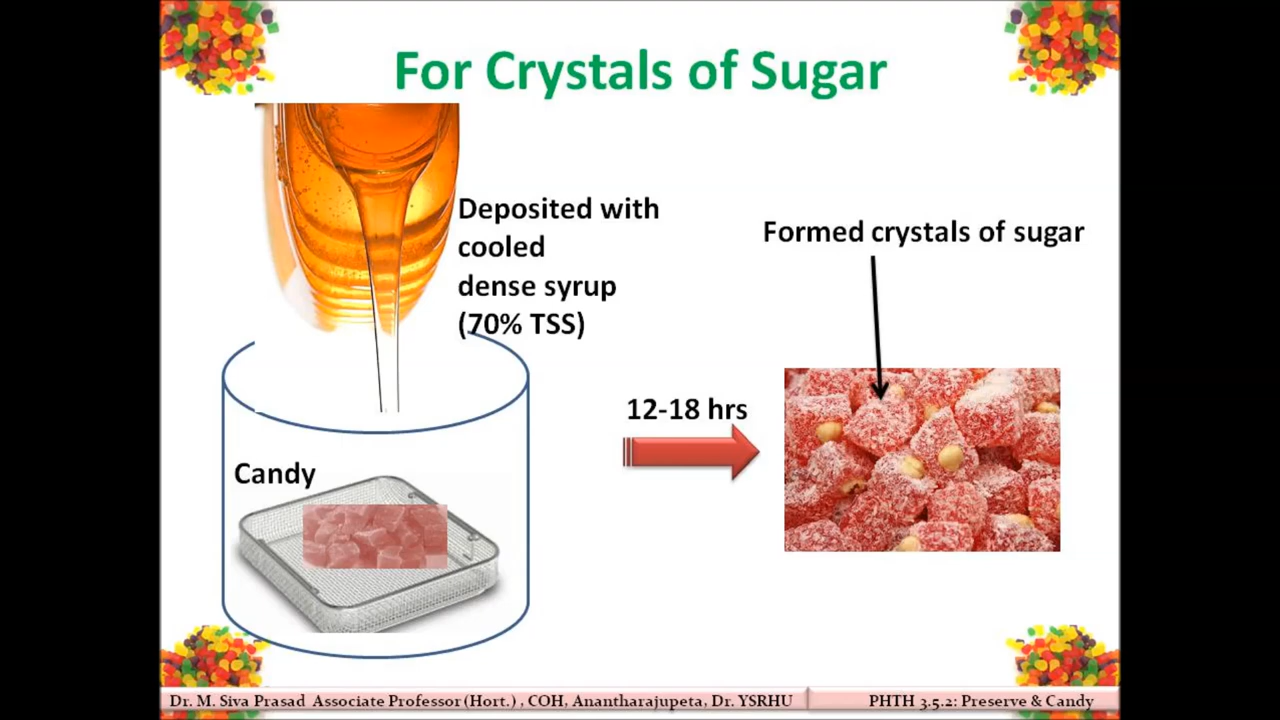 For Crystals of Sugar
Deposited with
cooled
dense syrup
(70% TSS)
Formed crystals of sugar
12-18 hrs
Candy
Dr. M. Siva Prasad Associate Professor (Hort.) , COH, Anantharajupeta, Dr. YSRHU
PHTH 3.5.2: Preserve & Candy